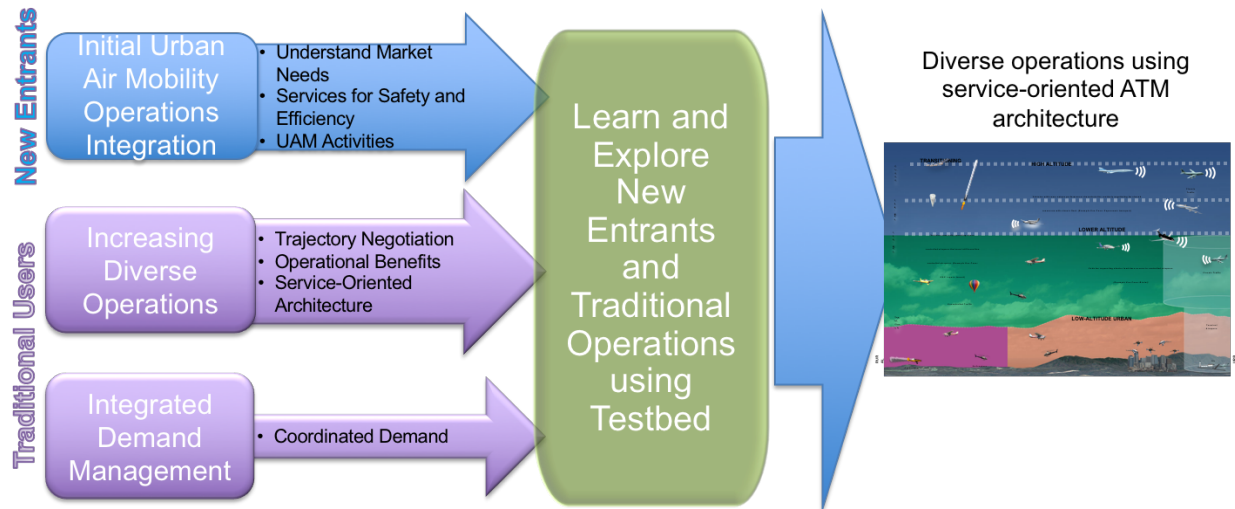 New Entrants
Initial Urban
Air Mobility
Operations
Integration
• Understand Market
Needs
• Services for Safety and
Efficiency
• UAM Activities
Traditional Users
Increasing
Diverse
Operations
• Trajectory Negotiation
• Operational Benefits
• Service-Oriented
Architecture
Integrated
Demand
Management
• Coordinated Demand
Learn and
Explore
New
Entrants
and
Traditional
Operations
using
Testbed
Diverse operations using
service-oriented ATM
architecture
HIGH ALTITUDE
LOWER ALTITUDE
LOW-ALTITUDE URBAN